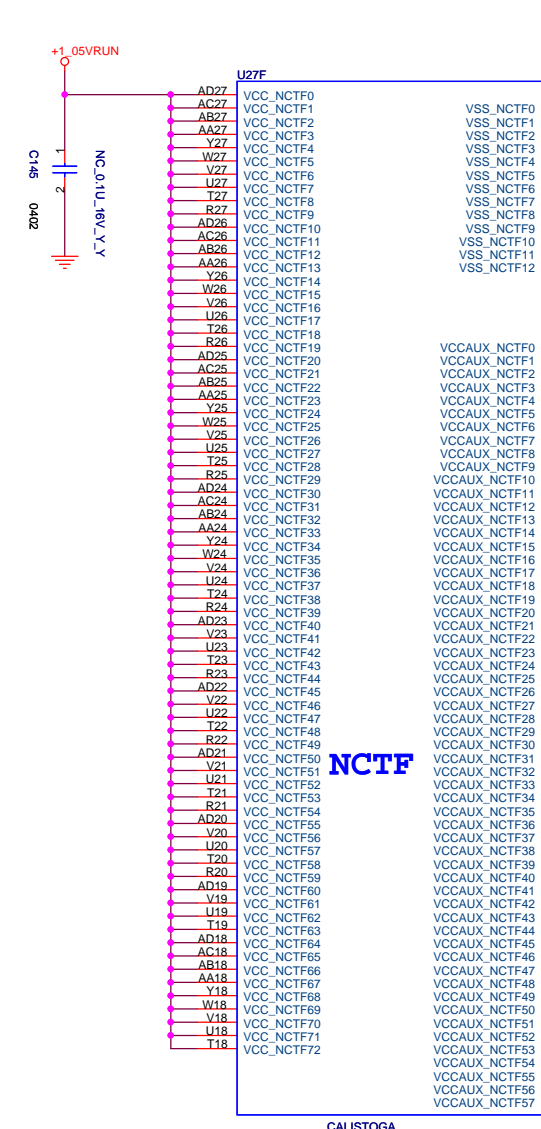 +1_05VRUN
U27F
C145
1
2
0402
NC_0.1U_16V_Y_Y
AD27 VCC_NCTF0
AC27 VCC_NCTF1 VSS_NCTF0
AB27 VCC_NCTF2 VSS_NCTF1
AA27 VCC_NCTF3 VSS_NCTF2
Y27 VCC_NCTF4 VSS_NCTF3
W27 VCC_NCTF5 VSS_NCTF4
V27 VCC_NCTF6 VSS_NCTF5
U27 VCC_NCTF7 VSS_NCTF6
T27 VCC_NCTF8 VSS_NCTF7
R27 VCC_NCTF9 VSS_NCTF8
AD26 VCC_NCTF10 VSS_NCTF9
AC26 VCC_NCTF11 VSS_NCTF10
AB26 VCC_NCTF12 VSS_NCTF11
AA26 VCC_NCTF13 VSS_NCTF12
Y26 VCC_NCTF14
W26 VCC_NCTF15
V26 VCC_NCTF16
U26 VCC_NCTF17
T26 VCC_NCTF18
R26 VCC_NCTF19 VCCAUX_NCTF0
AD25 VCC_NCTF20 VCCAUX_NCTF1
AC25 VCC_NCTF21 VCCAUX_NCTF2
AB25 VCC_NCTF22 VCCAUX_NCTF3
AA25 VCC_NCTF23 VCCAUX_NCTF4
Y25 VCC_NCTF24 VCCAUX_NCTF5
W25 VCC_NCTF25 VCCAUX_NCTF6
V25 VCC_NCTF26 VCCAUX_NCTF7
U25 VCC_NCTF27 VCCAUX_NCTF8
T25 VCC_NCTF28 VCCAUX_NCTF9
R25 VCC_NCTF29 VCCAUX_NCTF10
AD24 VCC_NCTF30 VCCAUX_NCTF11
AC24 VCC_NCTF31 VCCAUX_NCTF12
AB24 VCC_NCTF32 VCCAUX_NCTF13
AA24 VCC_NCTF33 VCCAUX_NCTF14
Y24 VCC_NCTF34 VCCAUX_NCTF15
W24 VCC_NCTF35 VCCAUX_NCTF16
V24 VCC_NCTF36 VCCAUX_NCTF17
U24 VCC_NCTF37 VCCAUX_NCTF18
T24 VCC_NCTF38 VCCAUX_NCTF19
R24 VCC_NCTF39 VCCAUX_NCTF20
AD23 VCC_NCTF40 VCCAUX_NCTF21
V23 VCC_NCTF41 VCCAUX_NCTF22
U23 VCC_NCTF42 VCCAUX_NCTF23
T23 VCC_NCTF43 VCCAUX_NCTF24
R23 VCC_NCTF44 VCCAUX_NCTF25
AD22 VCC_NCTF45 VCCAUX_NCTF26
V22 VCC_NCTF46 VCCAUX_NCTF27
U22 VCC_NCTF47 VCCAUX_NCTF28
T22 VCC_NCTF48 VCCAUX_NCTF29
R22 VCC_NCTF49 VCCAUX_NCTF30
AD21 VCC_NCTF50 VCCAUX_NCTF31
V21 VCC_NCTF51 NCTF VCCAUX_NCTF32
U21 VCC_NCTF52 VCCAUX_NCTF33
T21 VCC_NCTF53 VCCAUX_NCTF34
R21 VCC_NCTF54 VCCAUX_NCTF35
AD20 VCC_NCTF55 VCCAUX_NCTF36
V20 VCC_NCTF56 VCCAUX_NCTF37
U20 VCC_NCTF57 VCCAUX_NCTF38
T20 VCC_NCTF58 VCCAUX_NCTF39
R20 VCC_NCTF59 VCCAUX_NCTF40
AD19 VCC_NCTF60 VCCAUX_NCTF41
V19 VCC_NCTF61 VCCAUX_NCTF42
U19 VCC_NCTF62 VCCAUX_NCTF43
T19 VCC_NCTF63 VCCAUX_NCTF44
AD18 VCC_NCTF64 VCCAUX_NCTF45
AC18 VCC_NCTF65 VCCAUX_NCTF46
AB18 VCC_NCTF66 VCCAUX_NCTF47
AA18 VCC_NCTF67 VCCAUX_NCTF48
Y18 VCC_NCTF68 VCCAUX_NCTF49
W18 VCC_NCTF69 VCCAUX_NCTF50
V18 VCC_NCTF70 VCCAUX_NCTF51
U18 VCC_NCTF71 VCCAUX_NCTF52
T18 VCC_NCTF72 VCCAUX_NCTF53
VCCAUX_NCTF54
VCCAUX_NCTF55
VCCAUX_NCTF56
VCCAUX_NCTF57
CALISTOGA